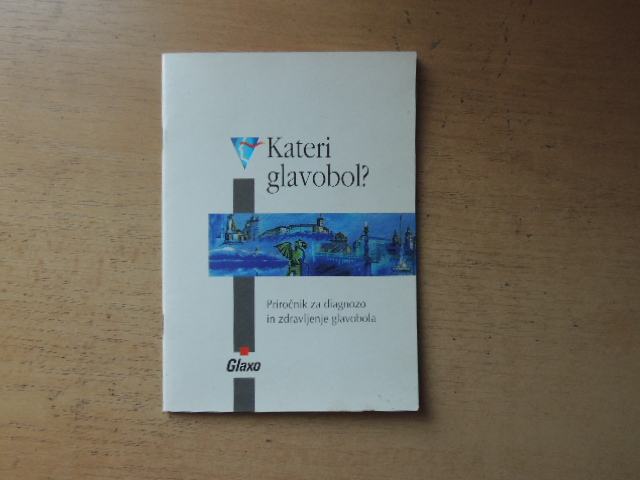 Kateri
glavobol?
Priročnik za diagnozo
in zdravljenje glavobola
Glaxo